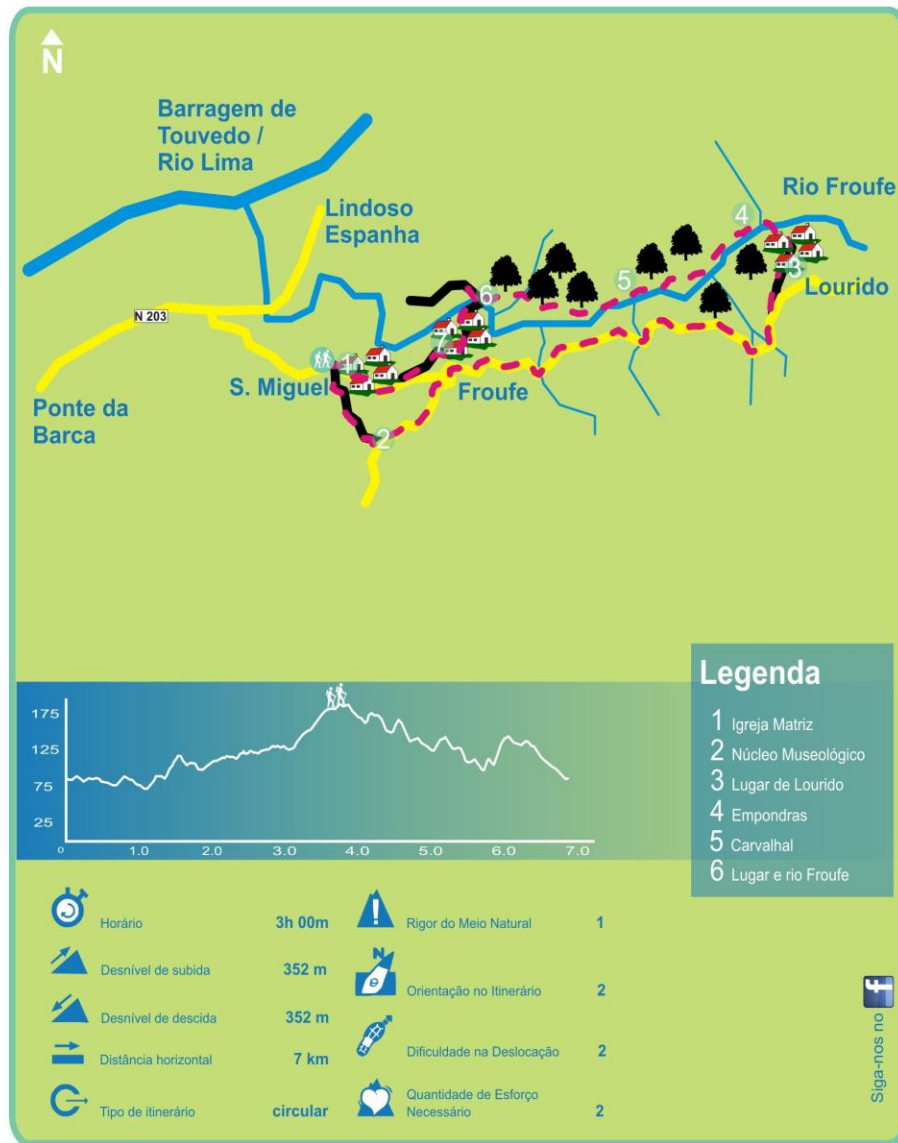 N
Barragem de
Touvedo /
Rio Lima
Lindoso
Espanha
Rio Froufe
4
5
3
Lourido
6
N 203
7
1
S. Miguel
Froufe
Ponte da
Barca
2
Legenda
1 Igreja Matriz
2 Núcleo Museológico
3 Lugar de Lourido
4 Empondras
5 Carvalhal
6 Lugar e rio Froufe
175
125
75
25
0 1.0 2.0 3.0 4.0 5.0 6.0 7.0
Horário 3h 00m
Desnível de subida 352 m
Desnível de descida 352 m
Distância horizontal 7 km
Tipo de itinerário circular
! Rigor do Meio Natural 1
N
Orientação no Itinerário 2
Dificuldade na Deslocação 2
Quantidade de Esforço
Necessário 2
Siga-nos no f